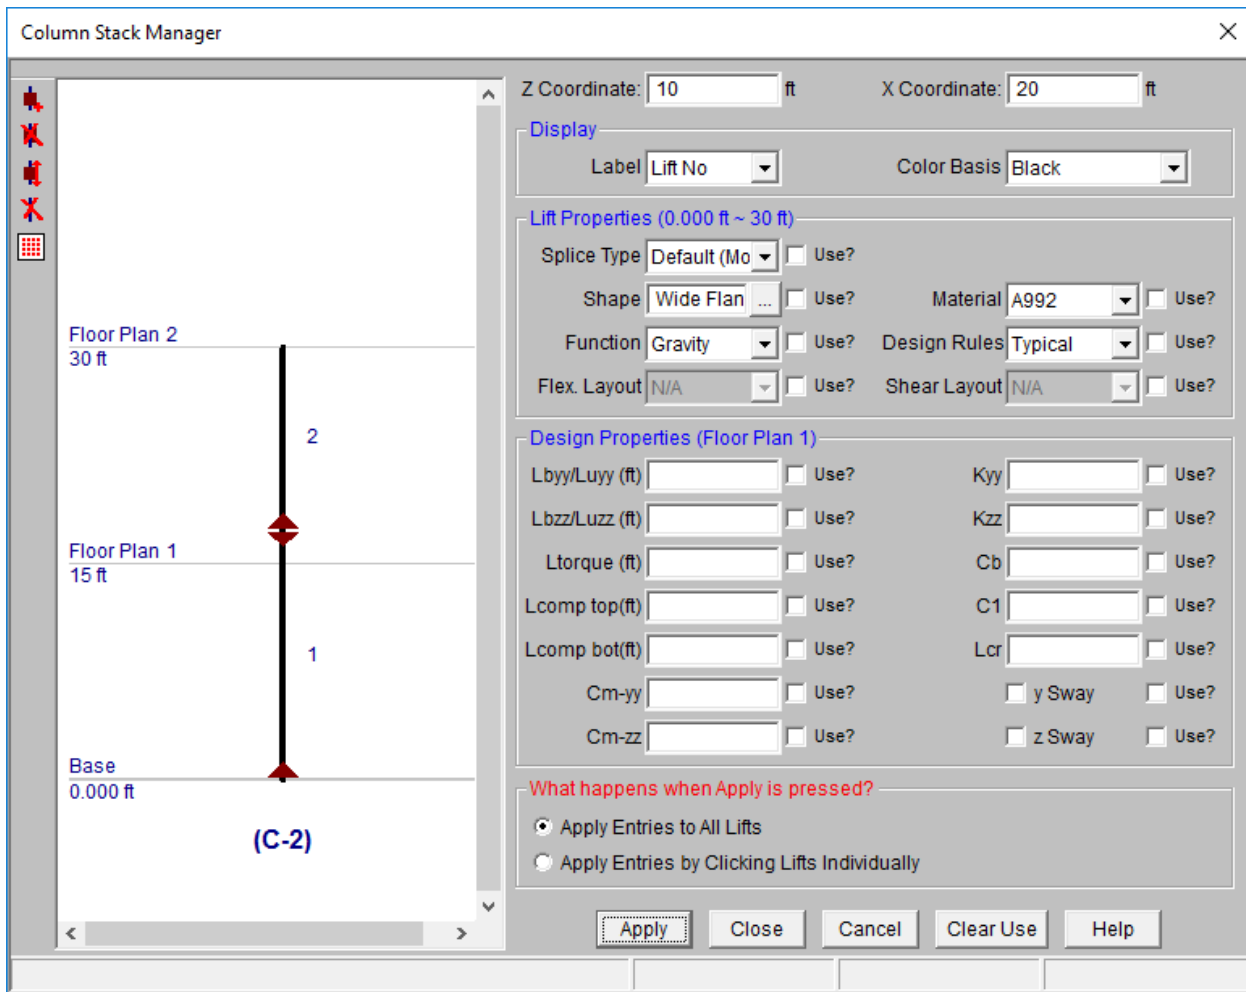 Column Stack Manager
Floor Plan 2
30 ft
2
Floor Plan 1
15 ft
1
Base
0.000 ft
(C-2)
Z Coordinate: 10 ft X Coordinate: 20 ft
Display
Label Lift No Color Basis Black
Lift Properties (0.000 ft ~ 30 ft)
Splice Type Default (Mo Use?
Shape Wide Flan ... Use? Material A992 Use?
Function Gravity Use? Design Rules Typical Use?
Flex. Layout N/A Use? Shear Layout N/A Use?
Design Properties (Floor Plan 1)
Lbyy/Luyy (ft) Use? Kyy Use?
Lbzz/Luzz (ft) Use? Kzz Use?
Ltorque (ft) Use? Cb Use?
Lcomp top(ft) Use? C1 Use?
Lcomp bot(ft) Use? Lcr Use?
Cm-yy Use? y Sway Use?
Cm-zz Use? z Sway Use?
What happens when Apply is pressed?
Apply Entries to All Lifts
Apply Entries by Clicking Lifts Individually
Apply Close Cancel Clear Use Help